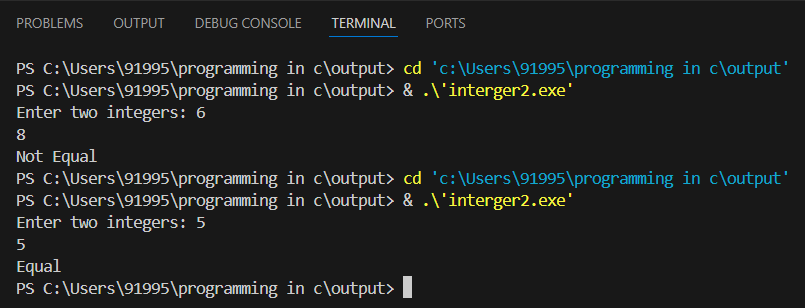 PROBLEMS OUTPUT DEBUG CONSOLE TERMINAL PORTS
PS C:\Users\91995\programming in c\output> cd 'c:\Users\91995\programming in c\output'
PS C:\Users\91995\programming in c\output> & .\'interger2.exe'
Enter two integers: 6
8
Not Equal
PS C:\Users\91995\programming in c\output> cd 'c:\Users\91995\programming in c\output'
PS C:\Users\91995\programming in c\output> & .\'interger2.exe'
Enter two integers: 5
5
Equal
PS C:\Users\91995\programming in c\output>